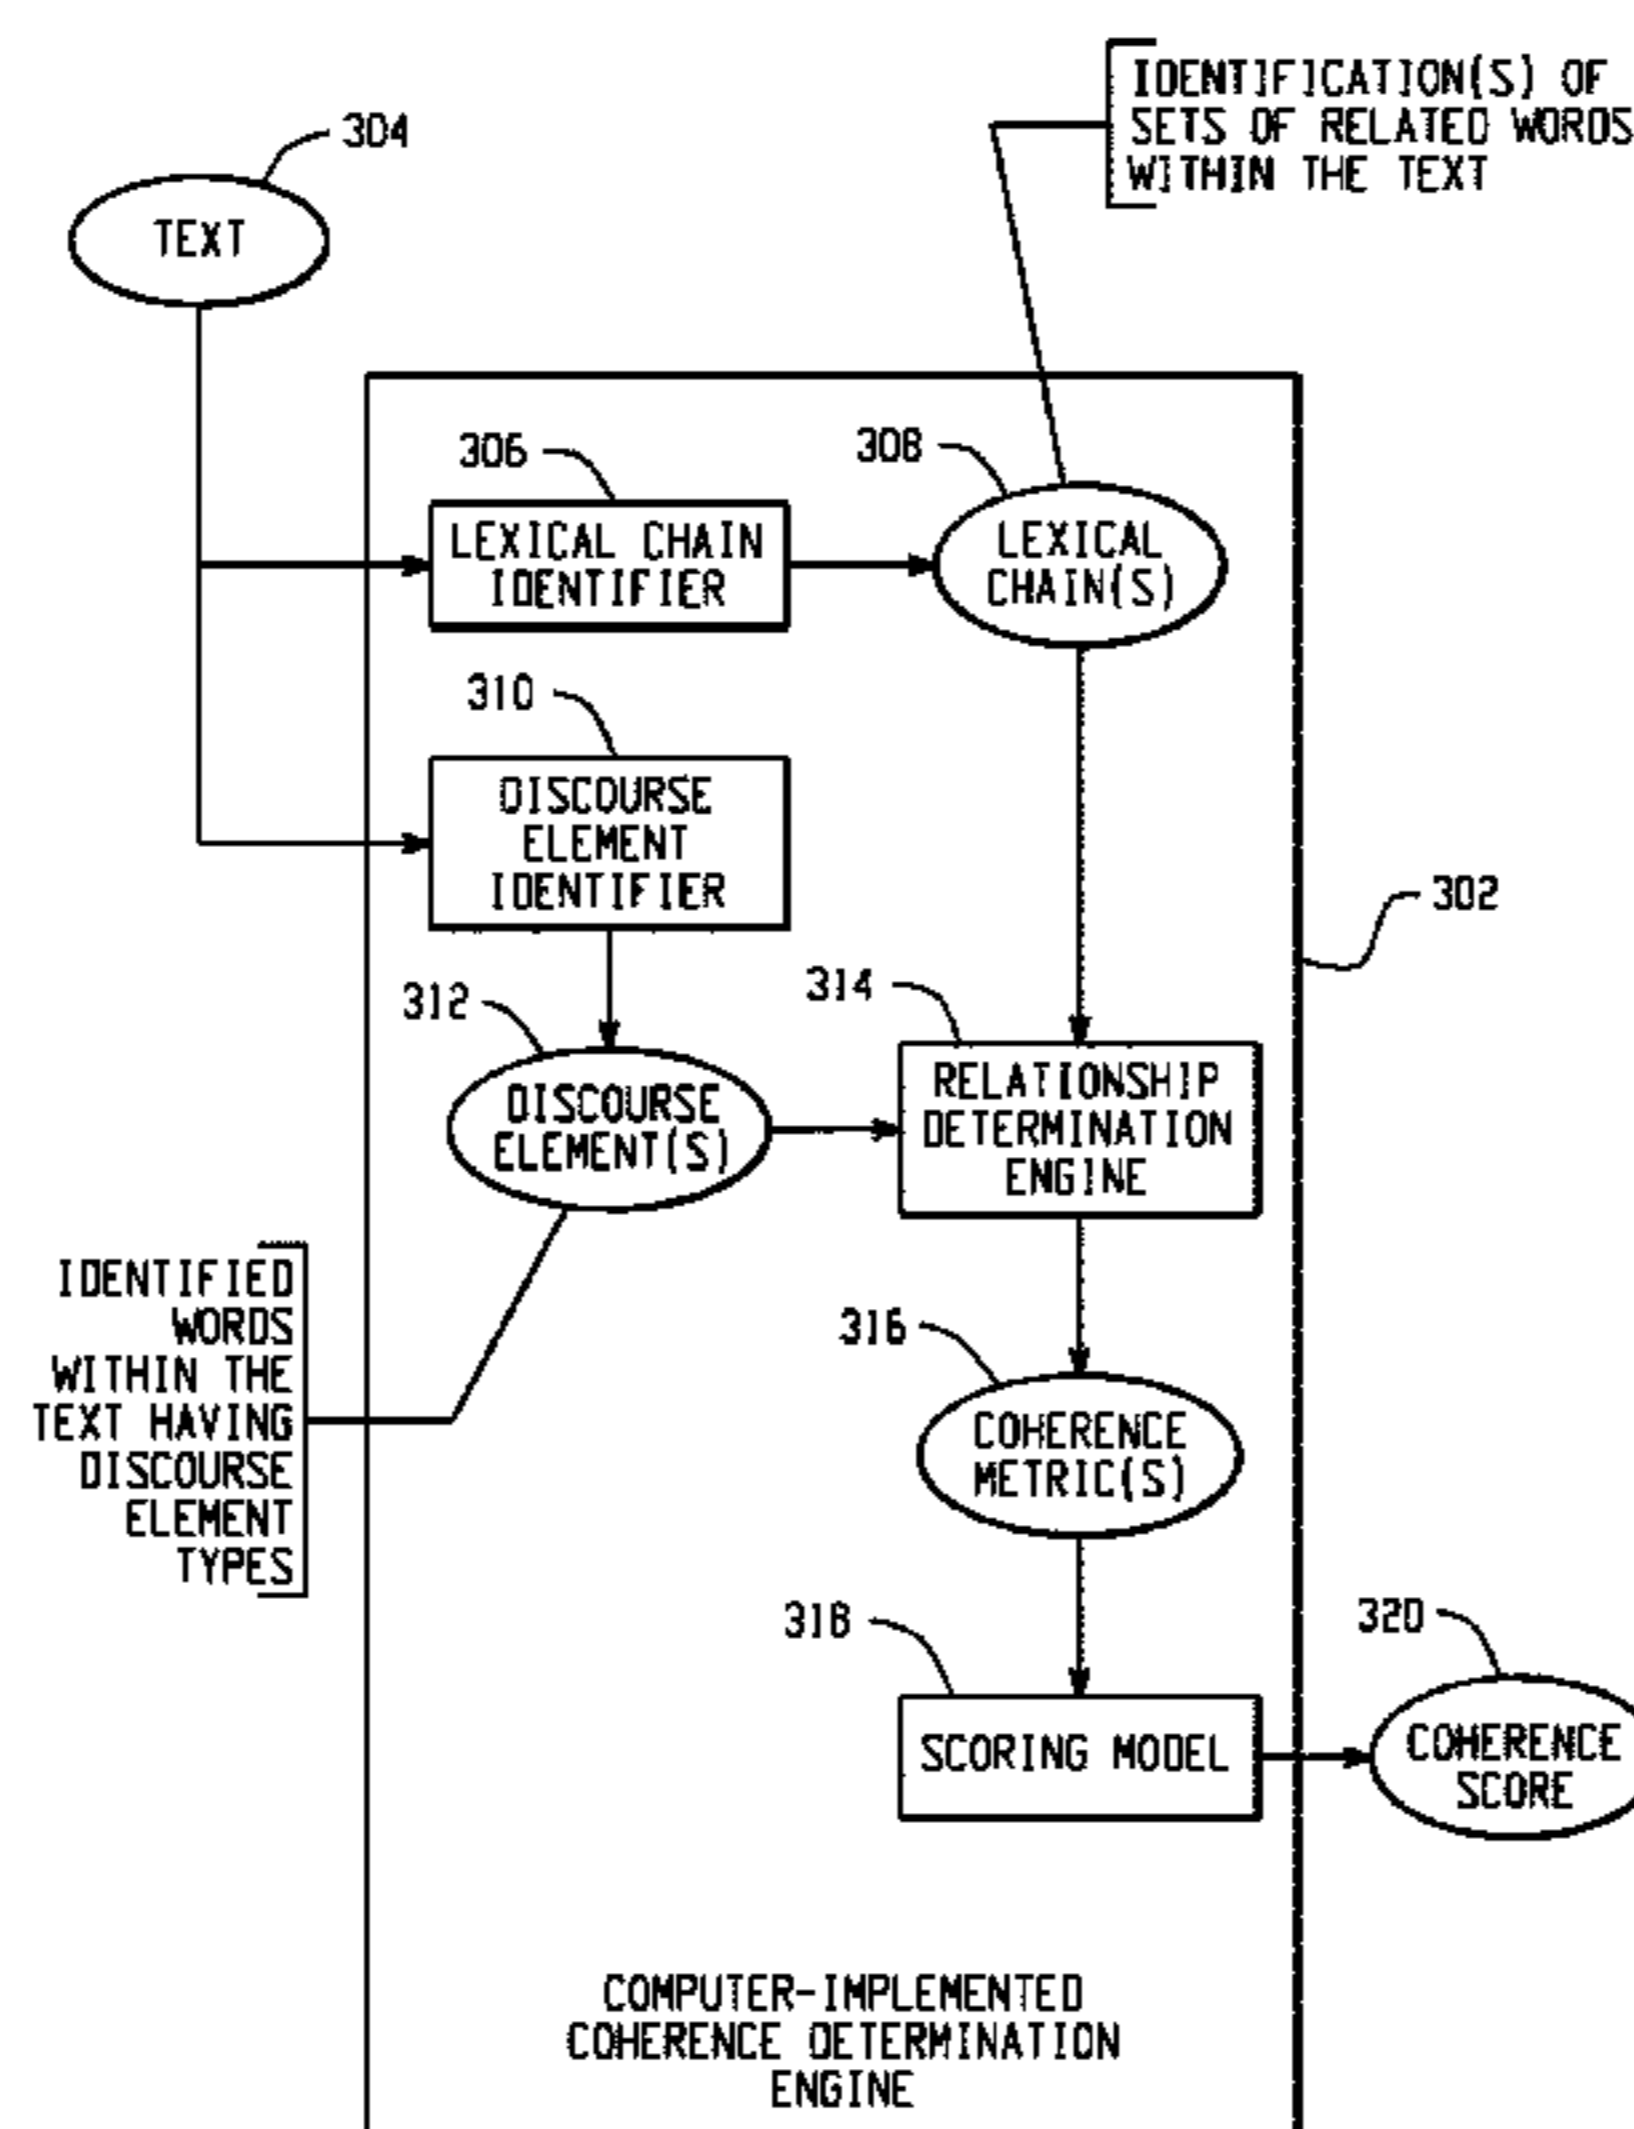 IDENTIFICATION(S) OF
SETS OF RELATED WORDS
WITHIN THE TEXT
304
TEXT
306
308
LEXICAL CHAIN
IDENTIFIER
LEXICAL
CHAIN(S)
310
DISCOURSE
ELEMENT
IDENTIFIER
302
312
314
DISCOURSE
ELEMENT(S)
RELATIONSHIP
DETERMINATION
ENGINE
IDENTIFIED
WORDS
WITHIN THE
TEXT HAVING
DISCOURSE
ELEMENT
TYPES
316
COHERENCE
METRIC(S)
318
320
SCORING MODEL
COHERENCE
SCORE
COMPUTER-IMPLEMENTED
COHERENCE DETERMINATION
ENGINE